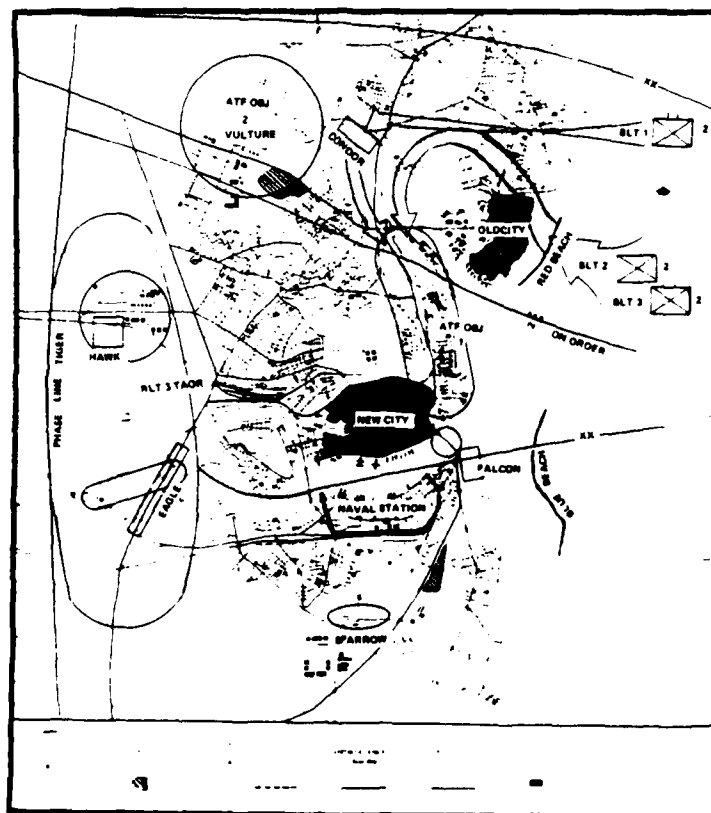 XX
ATF OBJ
2
VULTURE
CONDOR
BLT 1
2
OLDCITY
RED BEACH
BLT 2
2
BLT 3
2
ON ORDER
ATF OBJ
HAWK
PHASE LINE TIGER
RLT 3 TAOR
NEW CITY
XX
FALCON
BLUE BEACH
EAGLE
NAVAL STATION
SPARROW